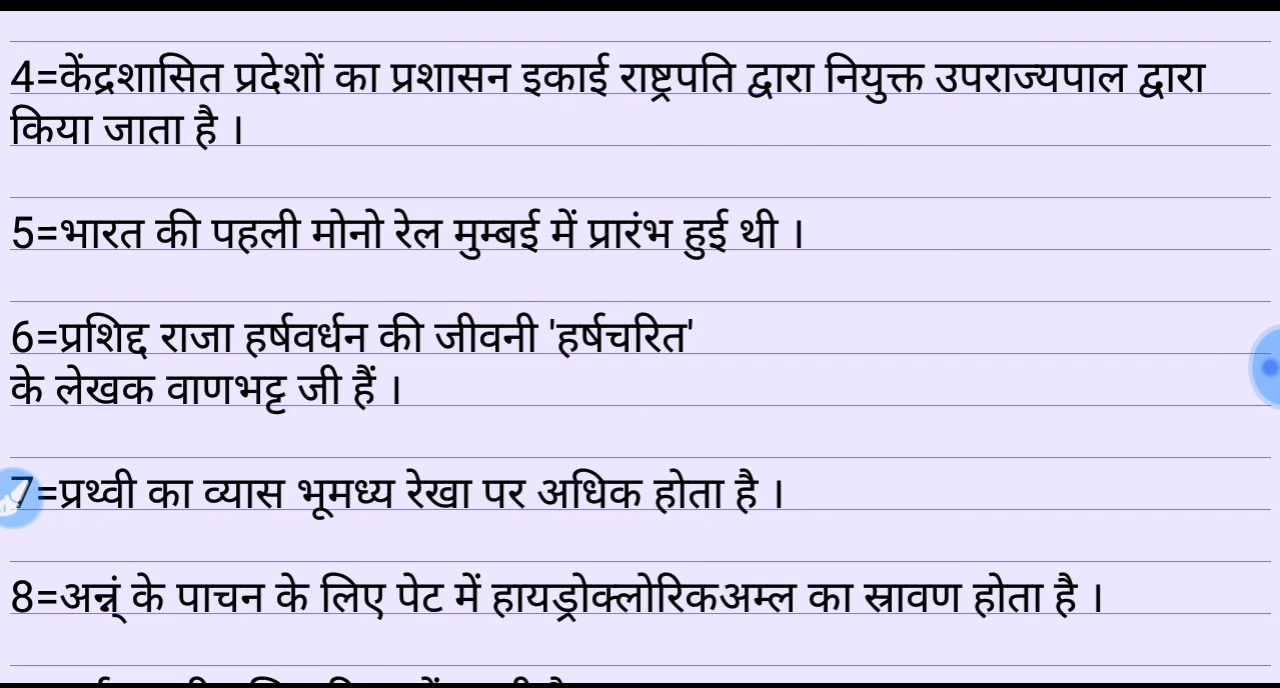 4=केंद्रशासित प्रदेशों का प्रशासन इकाई राष्ट्रपति द्वारा नियुक्त उपराज्यपाल द्वारा
किया जाता है ।
5=भारत की पहली मोनो रेल मुम्बई में प्रारंभ हुई थी ।
6=प्रशिद्द राजा हर्षवर्धन की जीवनी 'हर्षचरित'
के लेखक वाणभट्ट जी हैं ।
7=प्रथ्वी का व्यास भूमध्य रेखा पर अधिक होता है ।
8=अन्न्ं के पाचन के लिए पेट में हायड्रोक्लोरिकअम्ल का स्रावण होता है ।